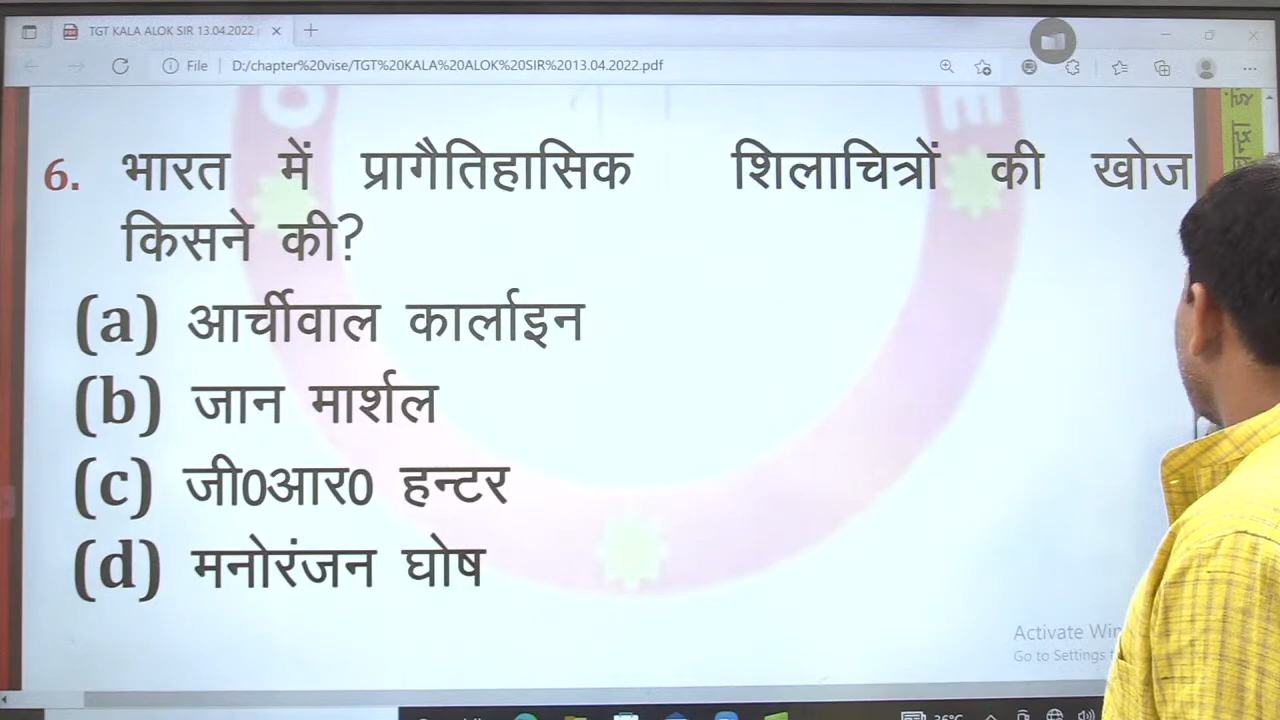 TGT KALA ALOK SIR 13.04.2022
File D:/chapter%20vise/TGT%20KALA%20ALOK%20SIR%2013.04.2022.pdf
6. भारत में प्रागैतिहासिक शिलाचित्रों की खोज
किसने की?
(a) आर्चीवाल कार्लाइन
(b) जान मार्शल
(c) जी0आर0 हन्टर
(d) मनोरंजन घोष
Activate
Go to Settings